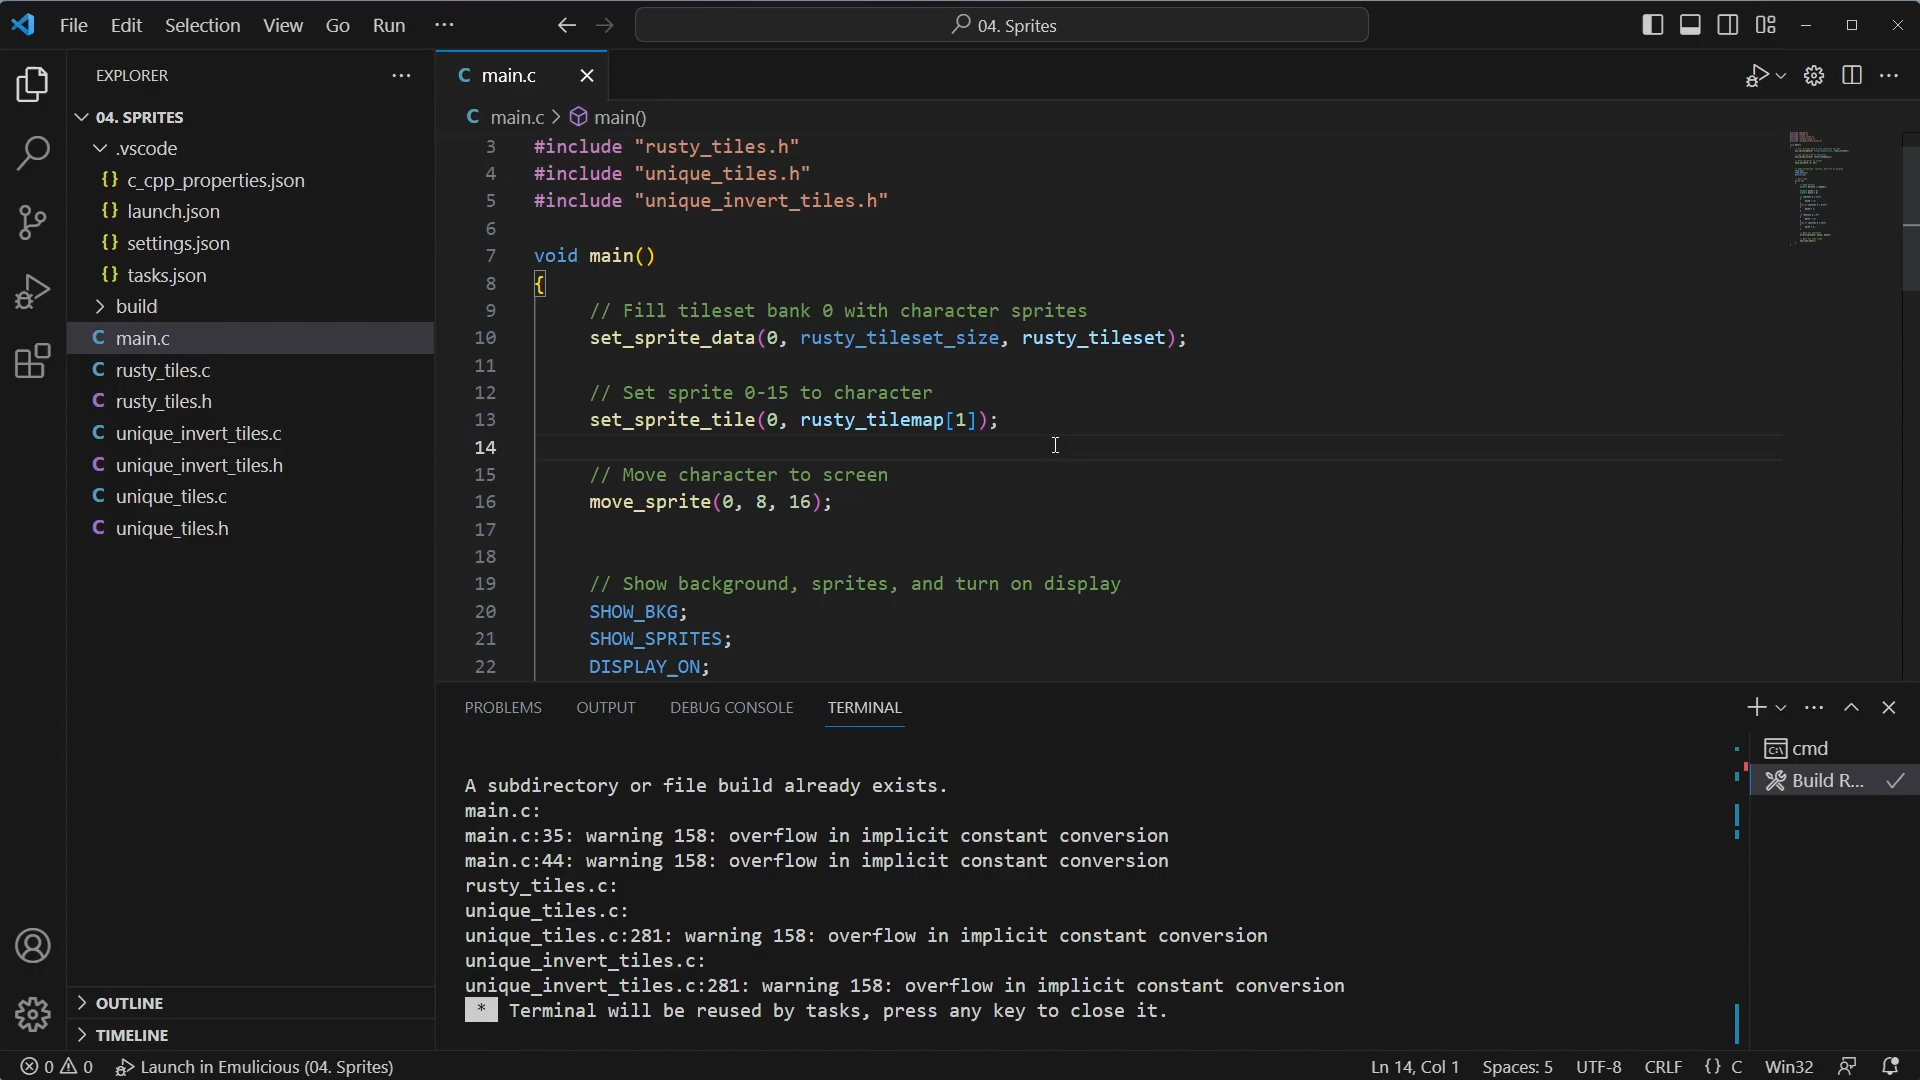 File Edit Selection View Go Run ··· 04. Sprites
EXPLORER
04. SPRITES
.vscode
{} c_cpp_properties.json
{} launch.json
{} settings.json
{} tasks.json
build
C main.c
C rusty_tiles.c
C rusty_tiles.h
C unique_invert_tiles.c
C unique_invert_tiles.h
C unique_tiles.c
C unique_tiles.h
OUTLINE
TIMELINE
C main.c
C main.c > main()
3 #include "rusty_tiles.h"
4 #include "unique_tiles.h"
5 #include "unique_invert_tiles.h"
6
7 void main()
8 {
9 // Fill tileset bank 0 with character sprites
10 set_sprite_data(0, rusty_tileset_size, rusty_tileset);
11
12 // Set sprite 0-15 to character
13 set_sprite_tile(0, rusty_tilemap[1]);
14
15 // Move character to screen
16 move_sprite(0, 8, 16);
17
18
19 // Show background, sprites, and turn on display
20 SHOW_BKG;
21 SHOW_SPRITES;
22 DISPLAY_ON;
PROBLEMS OUTPUT DEBUG CONSOLE TERMINAL
A subdirectory or file build already exists.
main.c:
main.c:35: warning 158: overflow in implicit constant conversion
main.c:44: warning 158: overflow in implicit constant conversion
rusty_tiles.c:
unique_tiles.c:
unique_tiles.c:281: warning 158: overflow in implicit constant conversion
unique_invert_tiles.c:
unique_invert_tiles.c:281: warning 158: overflow in implicit constant conversion
* Terminal will be reused by tasks, press any key to close it.
cmd
Build R...
0 0 Launch in Emulicious (04. Sprites) Ln 14, Col 1 Spaces: 5 UTF-8 CRLF {} C Win32